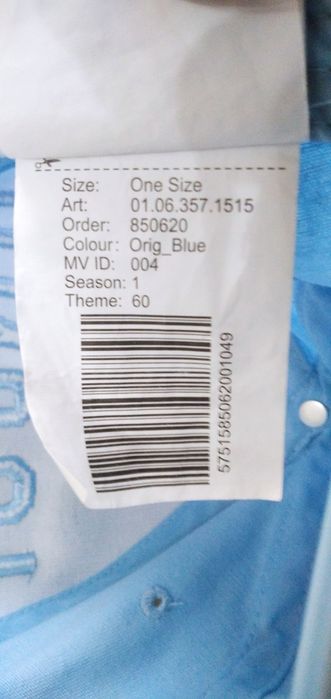 Size: One Size
Art: 01.06.357.1515
Order: 850620
Colour: Orig_Blue
MV ID: 004
Season: 1
Theme: 60
5751585062001049